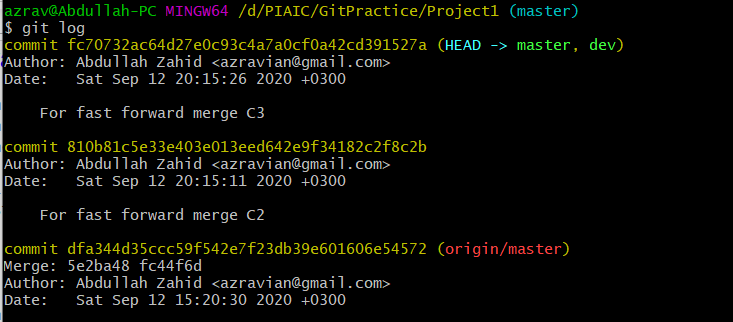 azrav@Abdullah-PC MINGW64 /d/PIAIC/GitPractice/Project1 (master)
$ git log
commit fc70732ac64d27e0c93c4a7a0cf0a42cd391527a (HEAD -> master, dev)
Author: Abdullah Zahid <azravian@gmail.com>
Date:   Sat Sep 12 20:15:26 2020 +0300
    For fast forward merge C3
commit 810b81c5e33e403e013eed642e9f34182c2f8c2b
Author: Abdullah Zahid <azravian@gmail.com>
Date:   Sat Sep 12 20:15:11 2020 +0300
    For fast forward merge C2
commit dfa344d35ccc59f542e7f23db39e601606e54572 (origin/master)
Merge: 5e2ba48 fc44f6d
Author: Abdullah Zahid <azravian@gmail.com>
Date:   Sat Sep 12 15:20:30 2020 +0300